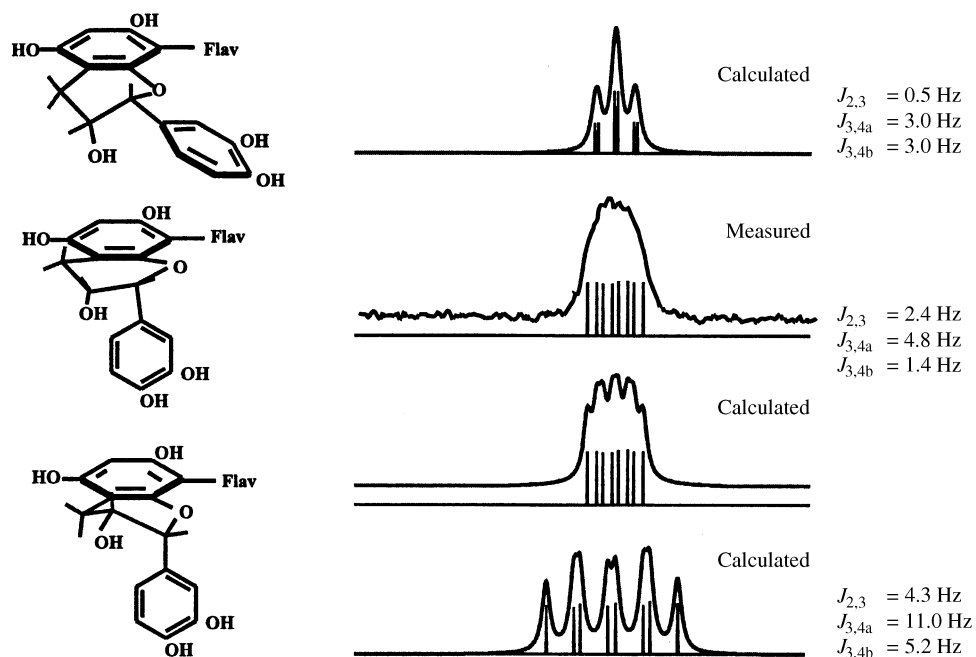 OH
HO
Flav
O
OH
OH
OH
Calculated
J2,3 = 0.5 Hz
J3,4a = 3.0 Hz
J3,4b = 3.0 Hz
OH
HO
Flav
O
OH
OH
OH
Measured
J2,3 = 2.4 Hz
J3,4a = 4.8 Hz
J3,4b = 1.4 Hz
Calculated
OH
HO
Flav
O
OH
OH
OH
Calculated
J2,3 = 4.3 Hz
J3,4a = 11.0 Hz
J3,4b = 5.2 Hz